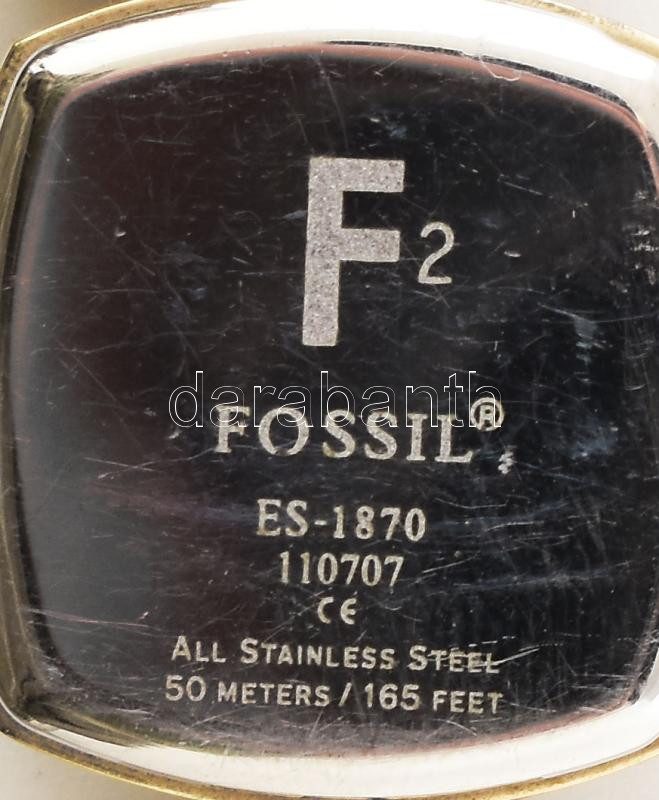 F2
darabanth
FOSSIL®
ES-1870
110707
CE
ALL STAINLESS STEEL
50 METERS / 165 FEET